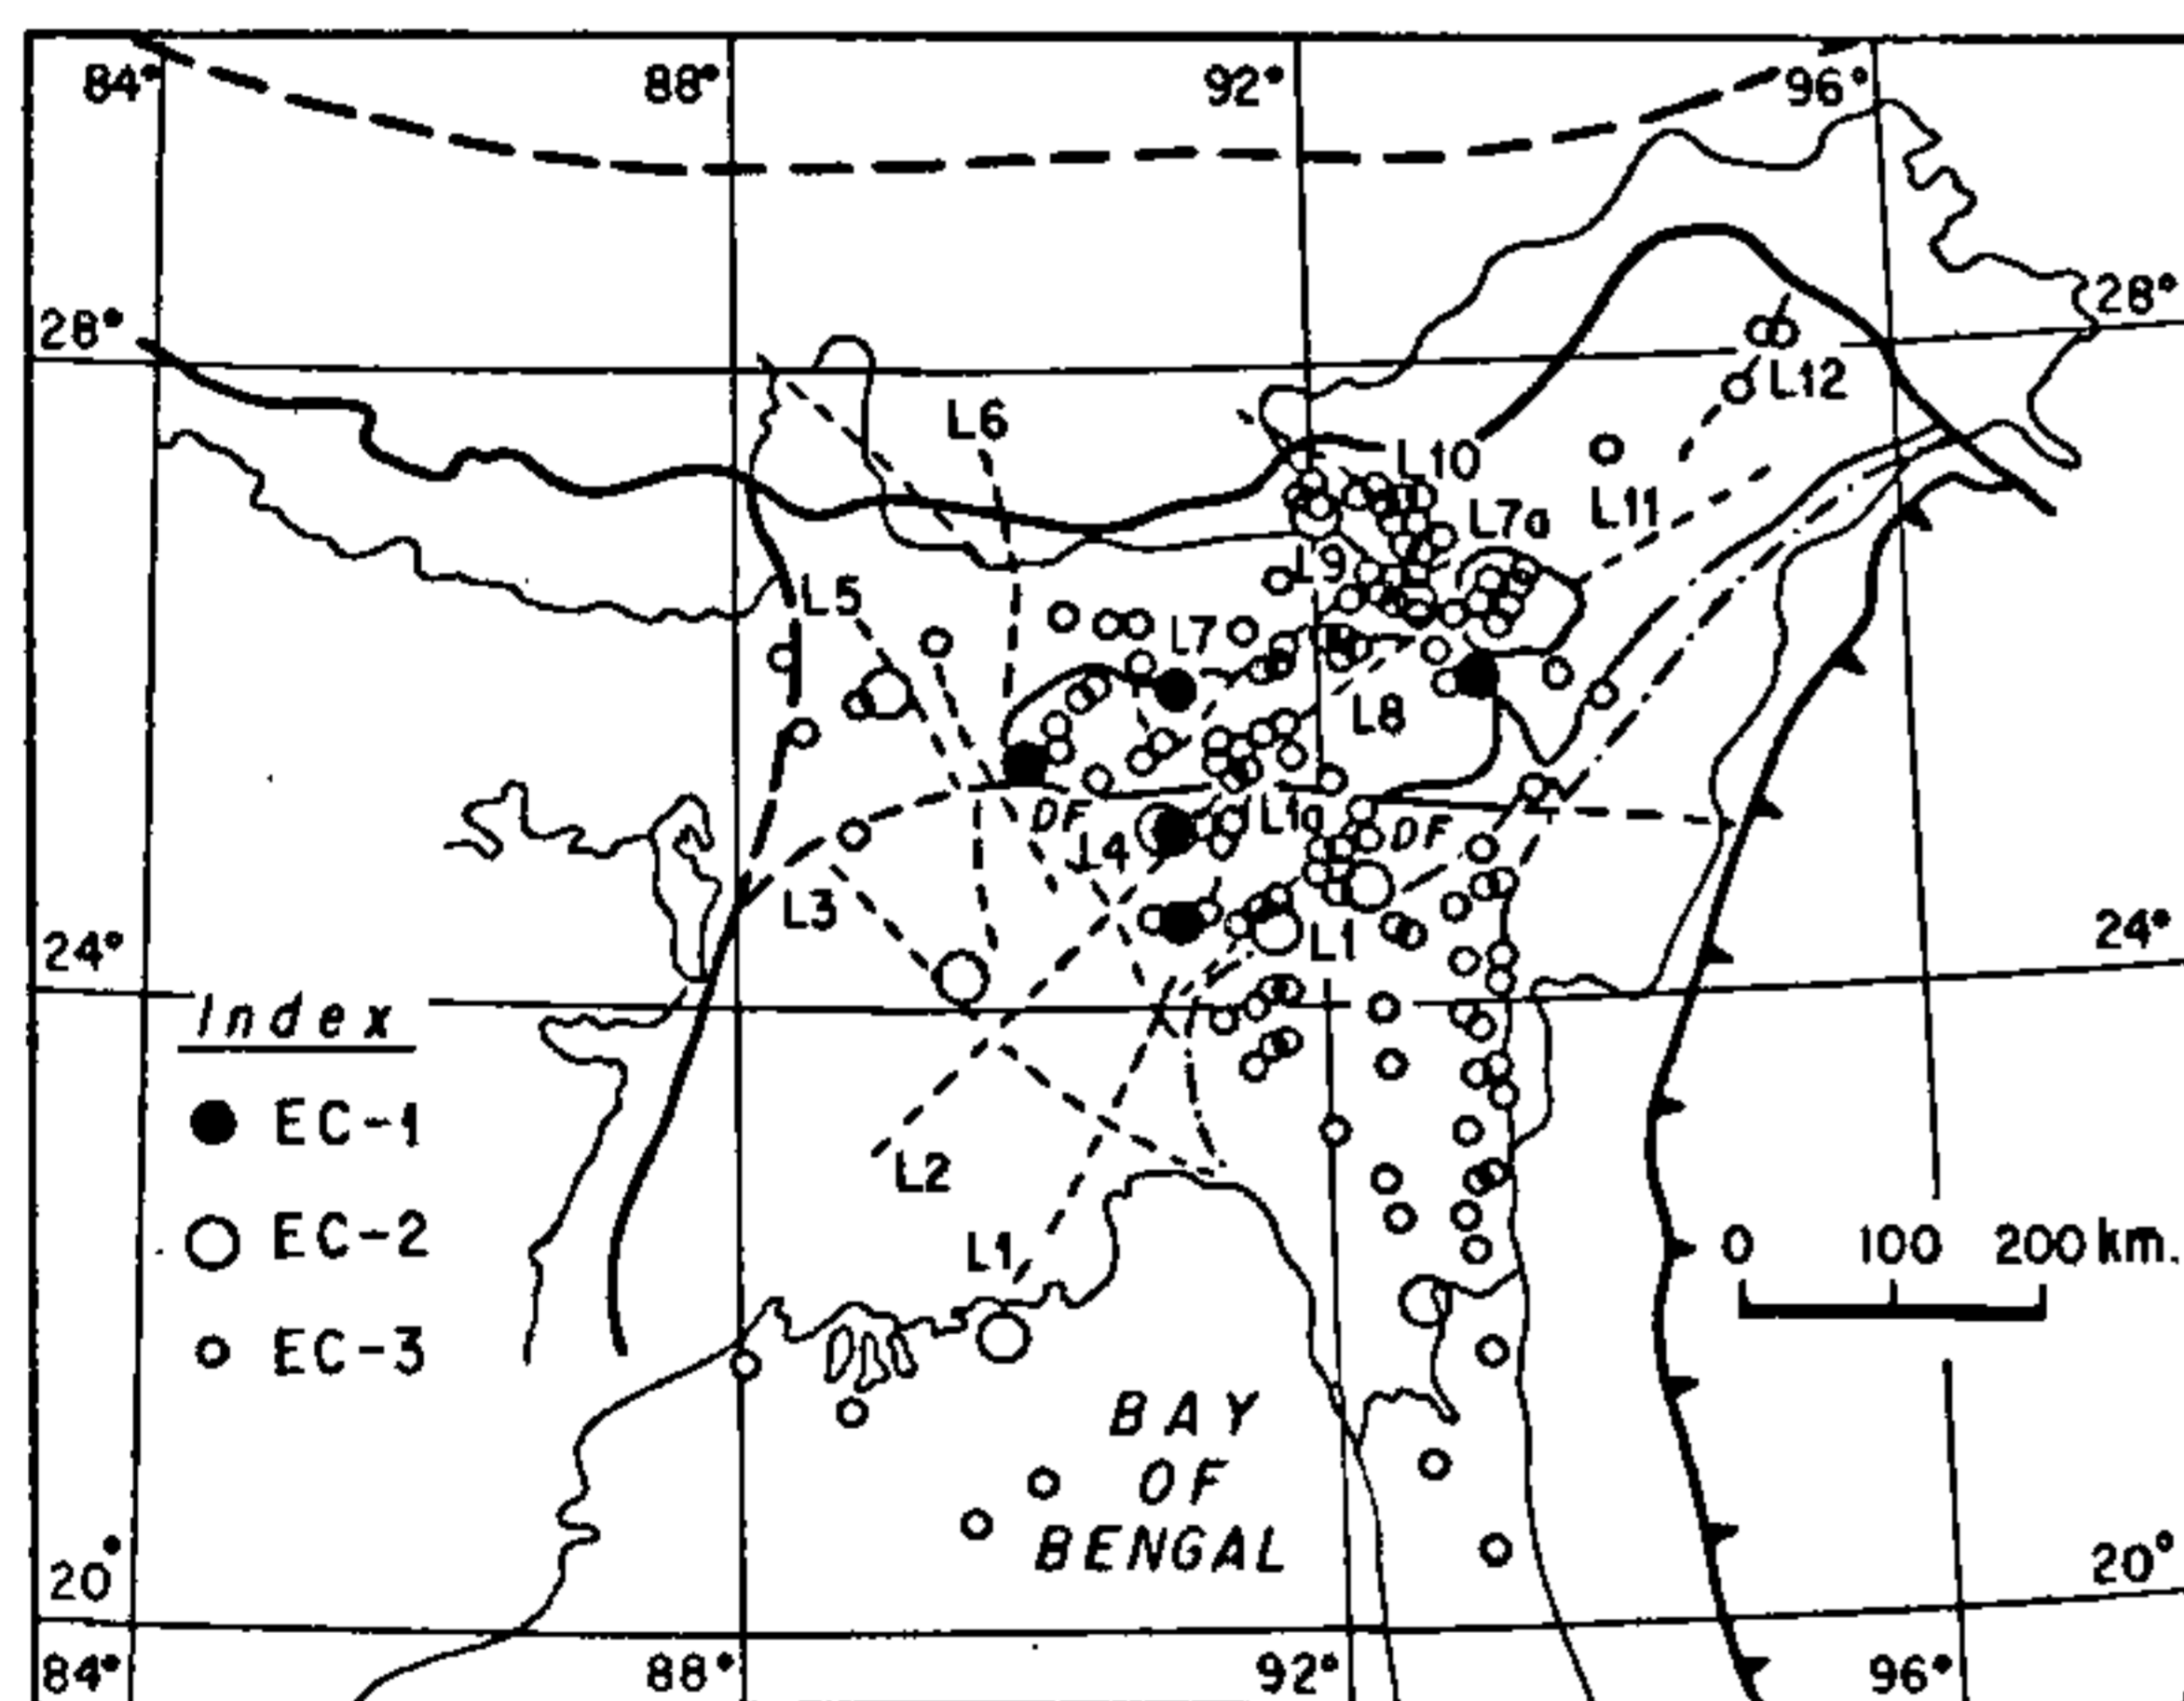 84° 88° 92° 96°
28° 28°
L6
L12
L10
L7a L11
L9
L5
L7
L8
DF L1a DF
L4
L3
24° L1 24°
Index
EC-1
L2
EC-2 L1 0 100 200 km.
EC-3
BAY
OF
BENGAL
20° 20°
84° 88° 92° 96°